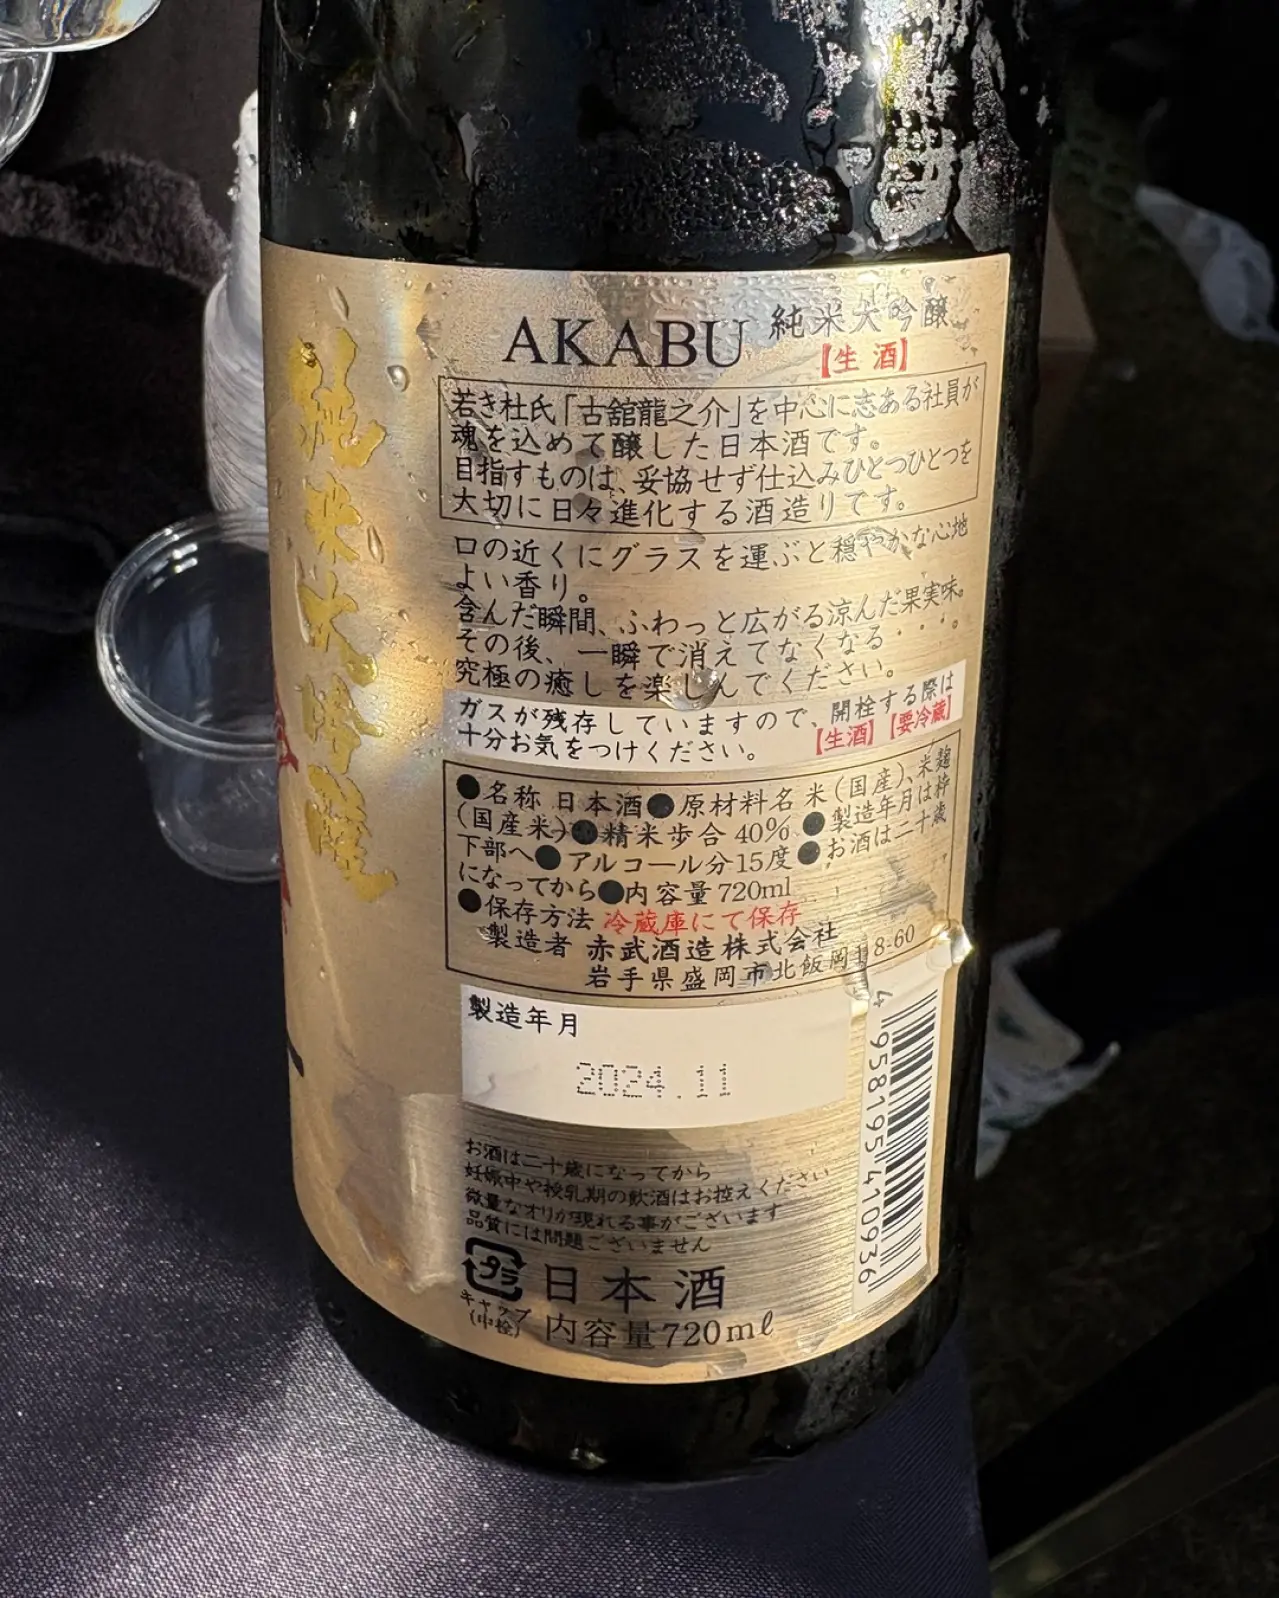 純米大吟醸
AKABU 純米大吟醸
【生酒】
若き杜氏「古舘龍之介」を中心に志ある社員が
魂を込めて醸した日本酒です。
目指すものは、妥協せず仕込みひとつひとつを
大切に日々進化する酒造りです。
口の近くにグラスを運ぶと穏やかな心地
よい香り。
含んだ瞬間、ふわっと広がる涼んだ果実味。
その後、一瞬で消えてなくなる・・・。
究極の癒しを楽しんでください。
ガスが残存していますので、開栓する際は
十分お気をつけください。【生酒】【要冷蔵】
●名称 日本酒●原材料名 米(国産)、米麹
(国産米)●精米歩合 40% ●製造年月は枠
下部へ●アルコール分15度 ●お酒は二十歳
になってから●内容量720ml
●保存方法 冷蔵庫にて保存
製造者 赤武酒造株式会社
岩手県盛岡市北飯岡1-8-60
製造年月
2024.11
お酒は二十歳になってから
妊娠中や授乳期の飲酒はお控えください
微量なオリが現れる事がございます
品質には問題ございません
プラ
キャップ
(中栓)
日本酒
内容量720mℓ
4 958195 410936